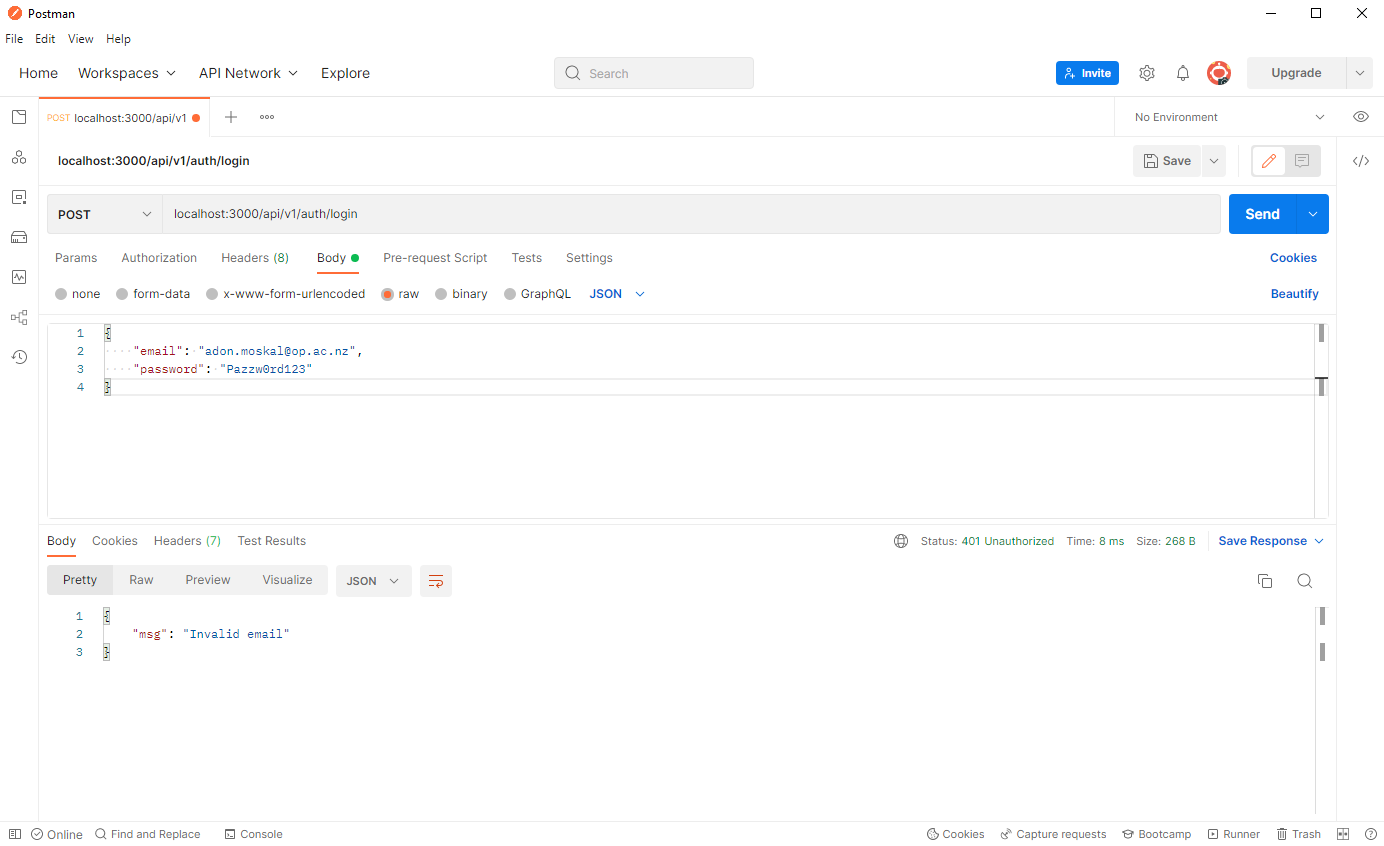 Postman
File Edit View Help
Home Workspaces API Network Explore Search Invite Upgrade
POST localhost:3000/api/v1 No Environment
localhost:3000/api/v1/auth/login Save
POST localhost:3000/api/v1/auth/login Send
Params Authorization Headers (8) Body Pre-request Script Tests Settings Cookies
none form-data x-www-form-urlencoded raw binary GraphQL JSON Beautify
1 {
2 "email": "adon.moskal@op.ac.nz",
3 "password": "Pazzw0rd123"
4 }
Body Cookies Headers (7) Test Results Status: 401 Unauthorized Time: 8 ms Size: 268 B Save Response
Pretty Raw Preview Visualize JSON
1 {
2 "msg": "Invalid email"
3 }
Online Find and Replace Console Cookies Capture requests Bootcamp Runner Trash